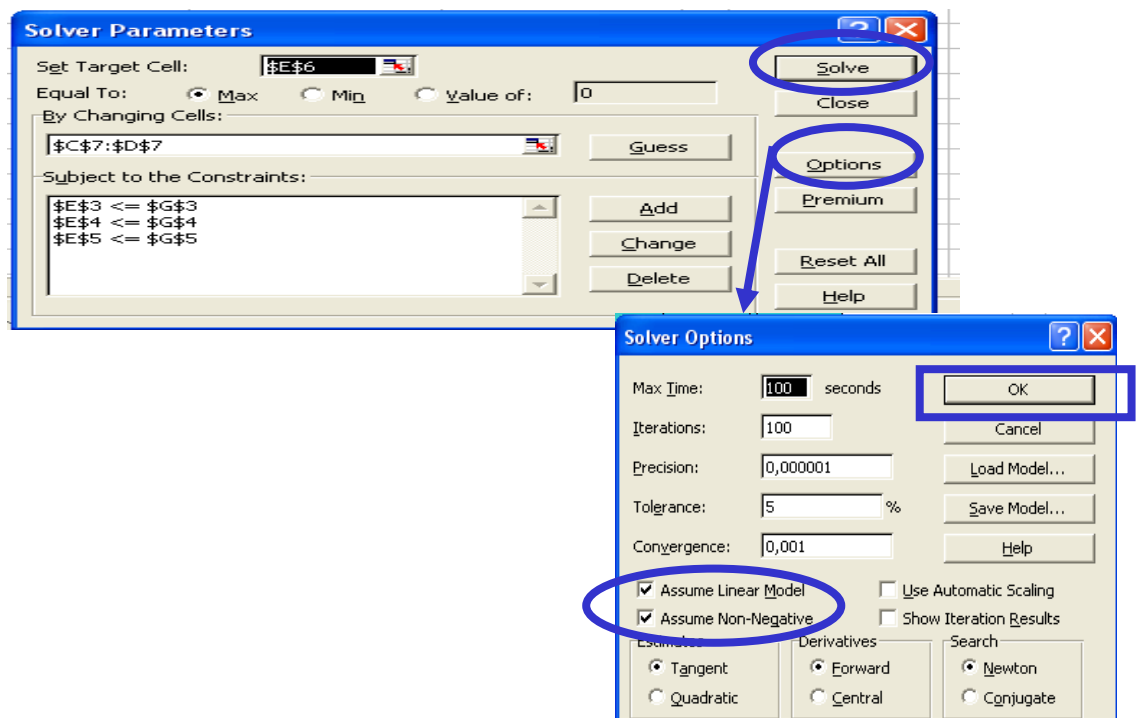 Solver Parameters
Set Target Cell: $E$6 Solve
Equal To: Max Min Value of: 0 Close
By Changing Cells:
$C$7:$D$7 Guess
Options
Subject to the Constraints:
$E$3 <= $G$3 Add Premium
$E$4 <= $G$4
$E$5 <= $G$5 Change
Reset All
Delete
Help
Solver Options
Max Time: 100 seconds OK
Iterations: 100 Cancel
Precision: 0,000001 Load Model...
Tolerance: 5 % Save Model...
Convergence: 0,001 Help
Assume Linear Model Use Automatic Scaling
Assume Non-Negative Show Iteration Results
Estimates Derivatives Search
Tangent Forward Newton
Quadratic Central Conjugate